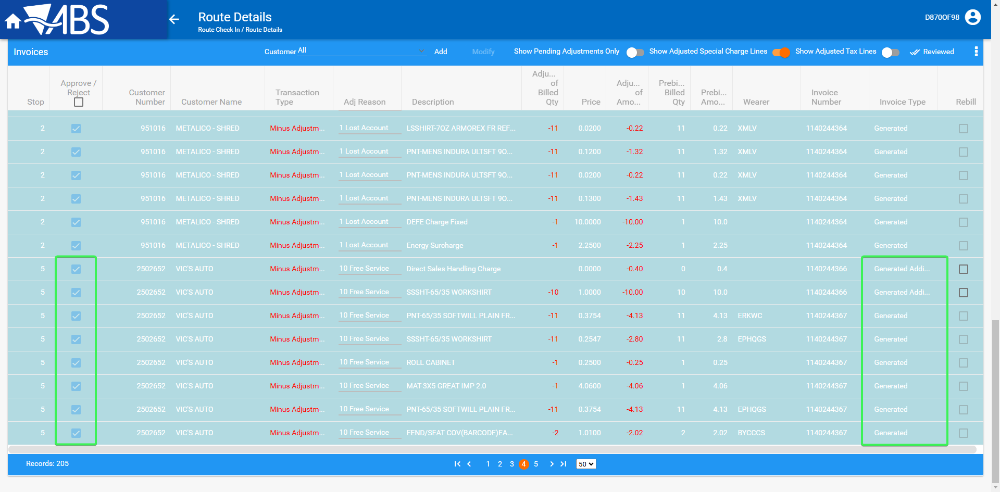 ABS
Route Details
Route Check In / Route Details
D870OF98
Invoices
Customer All
Add
Modify
Show Pending Adjustments Only
Show Adjusted Special Charge Lines
Show Adjusted Tax Lines
Reviewed
Stop
Approve /
Reject
Customer
Number
Customer Name
Transaction
Type
Adj Reason
Description
Adju...
of
Billed
Qty
Price
Adju...
of
Amo...
Prebi...
Billed
Qty
Prebi...
Amo...
Wearer
Invoice
Number
Invoice Type
Rebill
2 951016 METALICO - SHRED Minus Adjustm... 1 Lost Account LSSHIRT-7OZ ARMOREX FR REF... -11 0.0200 -0.22 11 0.22 XMLV 1140244364 Generated
2 951016 METALICO - SHRED Minus Adjustm... 1 Lost Account PNT-MENS INDURA ULTSFT 9O... -11 0.1200 -1.32 11 1.32 XMLV 1140244364 Generated
2 951016 METALICO - SHRED Minus Adjustm... 1 Lost Account PNT-MENS INDURA ULTSFT 9O... -11 0.0200 -0.22 11 0.22 XMLV 1140244364 Generated
2 951016 METALICO - SHRED Minus Adjustm... 1 Lost Account PNT-MENS INDURA ULTSFT 9O... -11 0.1300 -1.43 11 1.43 XMLV 1140244364 Generated
2 951016 METALICO - SHRED Minus Adjustm... 1 Lost Account DEFE Charge Fixed -1 10.0000 -10.00 1 10.0 1140244364 Generated
2 951016 METALICO - SHRED Minus Adjustm... 1 Lost Account Energy Surcharge -1 2.2500 -2.25 1 2.25 1140244364 Generated
5 2502652 VIC'S AUTO Minus Adjustm... 10 Free Service Direct Sales Handling Charge 0.0000 -0.40 0 0.4 1140244366 Generated Addi...
5 2502652 VIC'S AUTO Minus Adjustm... 10 Free Service SSSHT-65/35 WORKSHIRT -10 1.0000 -10.00 10 10.0 1140244366 Generated Addi...
5 2502652 VIC'S AUTO Minus Adjustm... 10 Free Service PNT-65/35 SOFTWILL PLAIN FR... -11 0.3754 -4.13 11 4.13 ERKWC 1140244367 Generated
5 2502652 VIC'S AUTO Minus Adjustm... 10 Free Service SSSHT-65/35 WORKSHIRT -11 0.2547 -2.80 11 2.8 EPHQGS 1140244367 Generated
5 2502652 VIC'S AUTO Minus Adjustm... 10 Free Service ROLL CABINET -1 0.2500 -0.25 1 0.25 1140244367 Generated
5 2502652 VIC'S AUTO Minus Adjustm... 10 Free Service MAT-3X5 GREAT IMP 2.0 -1 4.0600 -4.06 1 4.06 1140244367 Generated
5 2502652 VIC'S AUTO Minus Adjustm... 10 Free Service PNT-65/35 SOFTWILL PLAIN FR... -11 0.3754 -4.13 11 4.13 EPHQGS 1140244367 Generated
5 2502652 VIC'S AUTO Minus Adjustm... 10 Free Service FEND/SEAT COV(BARCODE)EA... -2 1.0100 -2.02 2 2.02 BYCCCS 1140244367 Generated
Records: 205
1 2 3 4 5
50